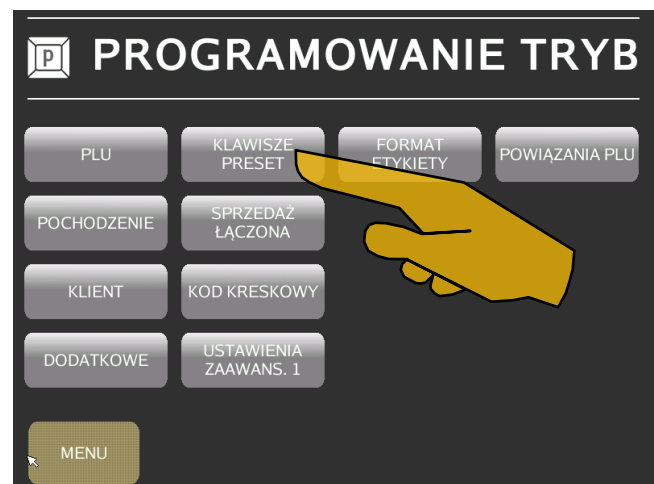 P PROGRAMOWANIE TRYB
PLU
KLAWISZE
PRESET
FORMAT
ETYKIETY
POWIĄZANIA PLU
POCHODZENIE
SPRZEDAŻ
ŁĄCZONA
KLIENT
KOD KRESKOWY
DODATKOWE
USTAWIENIA
ZAAWANS. 1
MENU